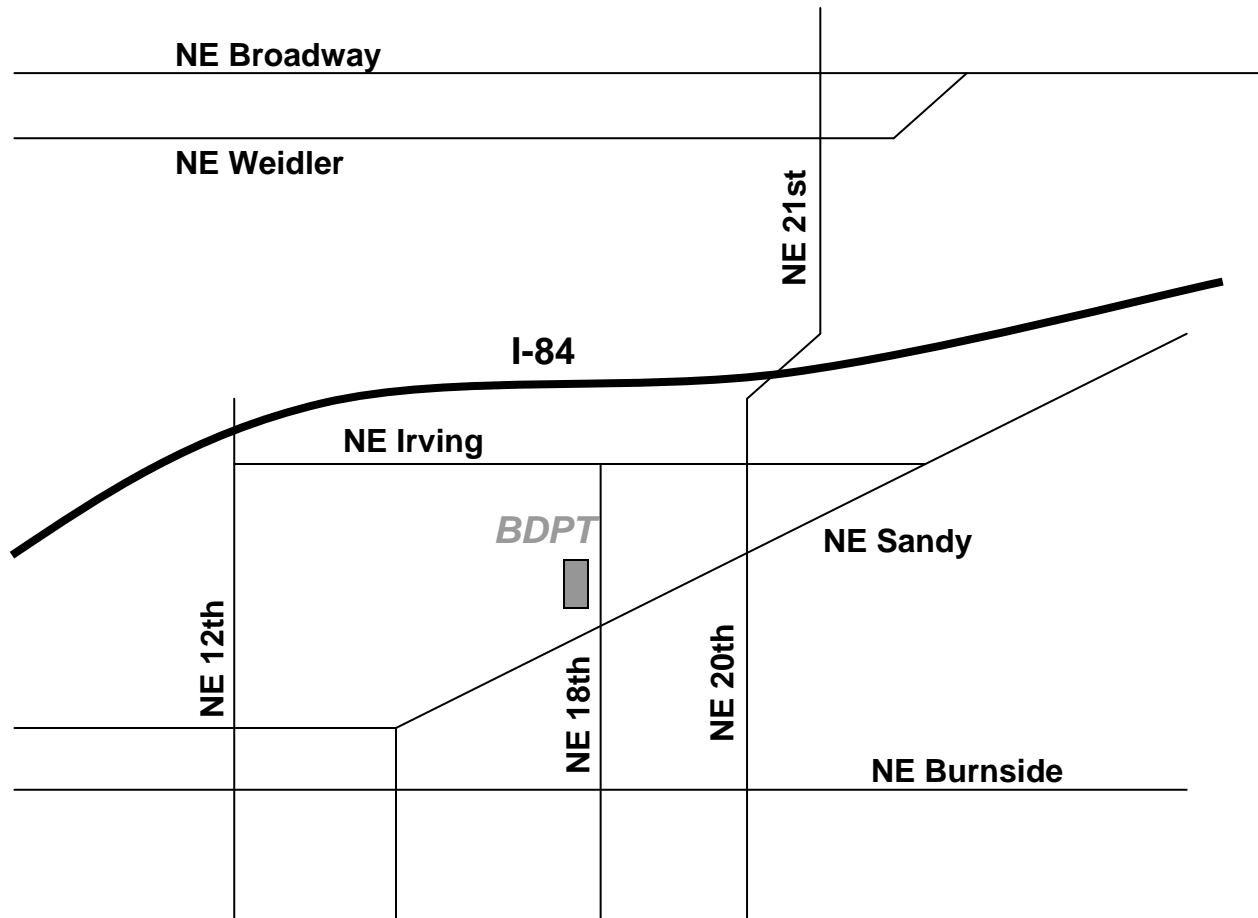 NE Broadway
NE Weidler
NE 21st
I-84
NE Irving
BDPT
NE Sandy
NE 12th
NE 18th
NE 20th
NE Burnside